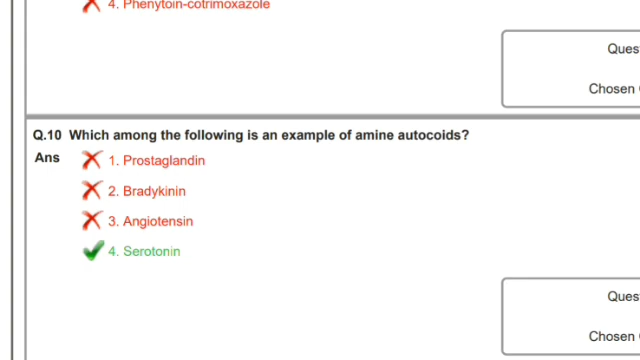 4. Phenytoin-cotrimoxazole
Ques
Chosen
Q.10 Which among the following is an example of amine autocoids?
Ans 1. Prostaglandin
2. Bradykinin
3. Angiotensin
4. Serotonin
Ques
Chosen